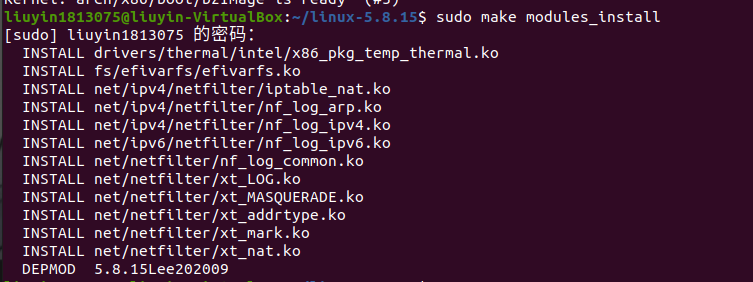 Kernel: arch/x86/boot/bzImage is ready  (#3)
liuyin1813075@liuyin-VirtualBox:~/linux-5.8.15$ sudo make modules_install
[sudo] liuyin1813075 的密码：
  INSTALL drivers/thermal/intel/x86_pkg_temp_thermal.ko
  INSTALL fs/efivarfs/efivarfs.ko
  INSTALL net/ipv4/netfilter/iptable_nat.ko
  INSTALL net/ipv4/netfilter/nf_log_arp.ko
  INSTALL net/ipv4/netfilter/nf_log_ipv4.ko
  INSTALL net/ipv6/netfilter/nf_log_ipv6.ko
  INSTALL net/netfilter/nf_log_common.ko
  INSTALL net/netfilter/xt_LOG.ko
  INSTALL net/netfilter/xt_MASQUERADE.ko
  INSTALL net/netfilter/xt_addrtype.ko
  INSTALL net/netfilter/xt_mark.ko
  INSTALL net/netfilter/xt_nat.ko
  DEPMOD  5.8.15Lee202009